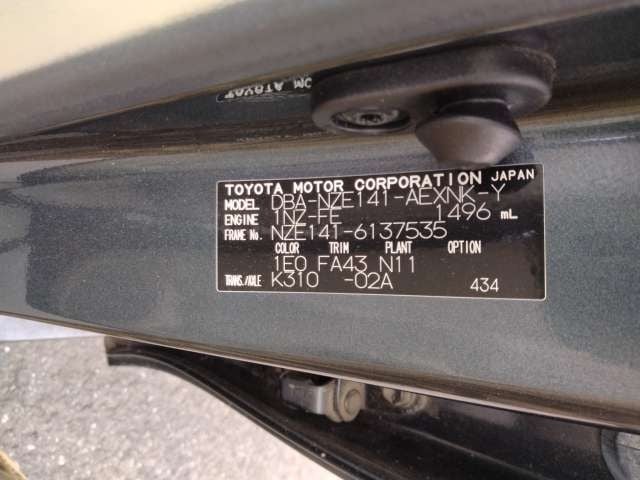 TOYOTA MOTOR CORPORATION JAPAN
MODEL DBA-NZE141-AEXNK-Y
ENGINE 1NZ-FE 1496 mL
FRAME No. NZE141-6137535
COLOR TRIM PLANT OPTION
1E0 FA43 N11
TRANS./AXLE K310 -02A 434